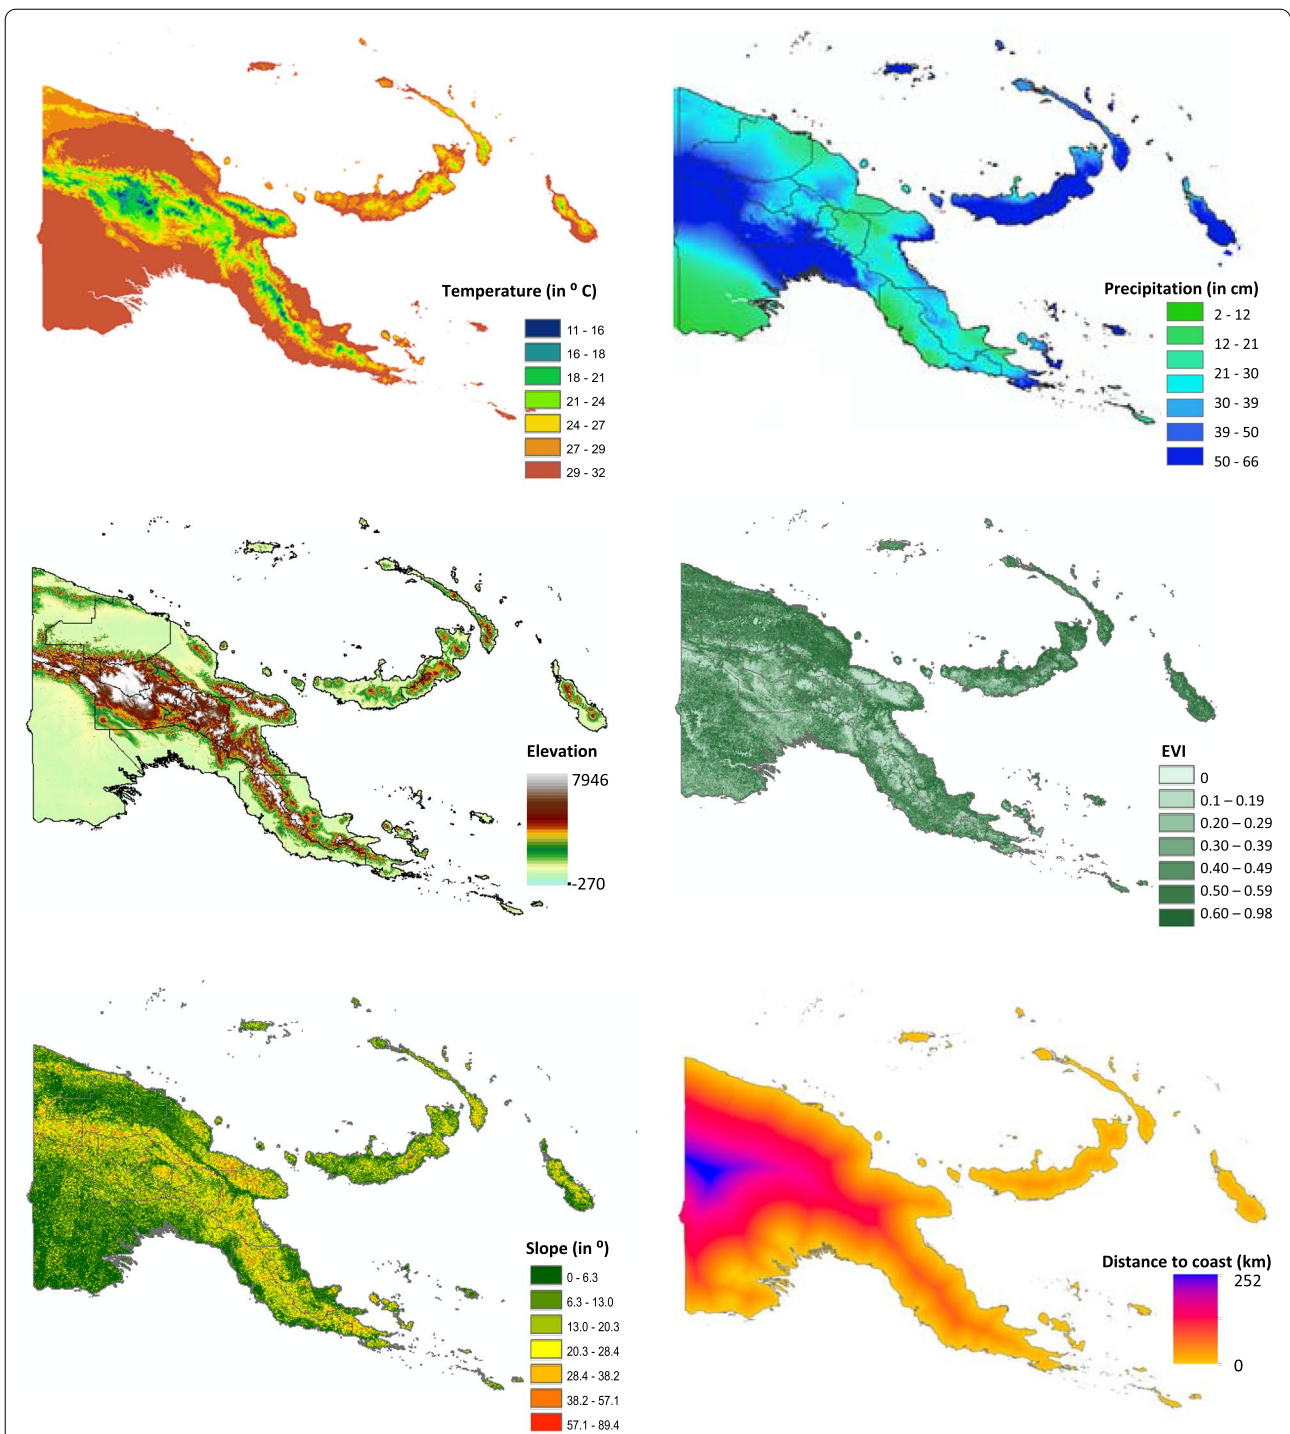 Temperature (in ⁰ C)
11 - 16
16 - 18
18 - 21
21 - 24
24 - 27
27 - 29
29 - 32
Precipitation (in cm)
2 - 12
12 - 21
21 - 30
30 - 39
39 - 50
50 - 66
Elevation
7946
-270
EVI
0
0.1 – 0.19
0.20 – 0.29
0.30 – 0.39
0.40 – 0.49
0.50 – 0.59
0.60 – 0.98
Slope (in ⁰)
0 - 6.3
6.3 - 13.0
13.0 - 20.3
20.3 - 28.4
28.4 - 38.2
38.2 - 57.1
57.1 - 89.4
Distance to coast (km)
252
0